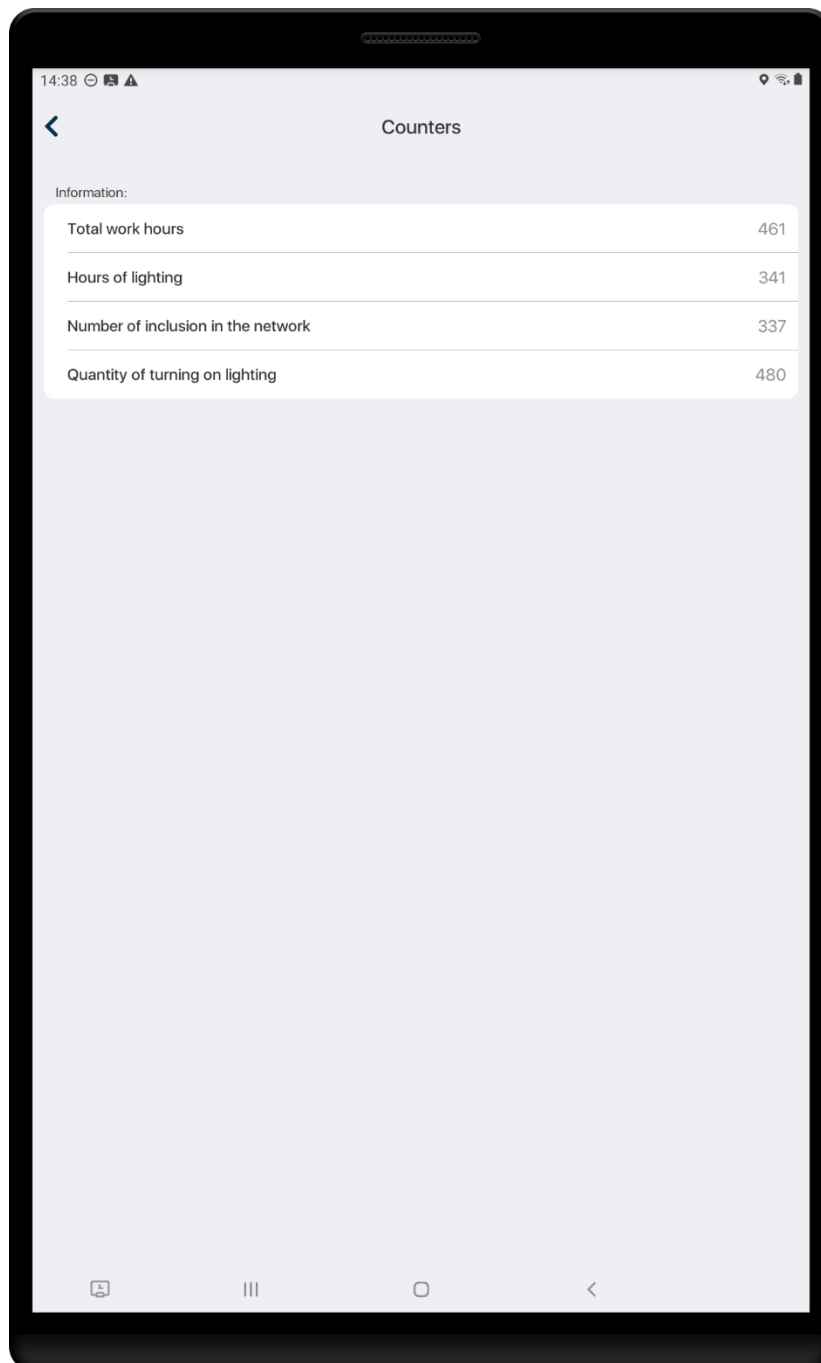 14:38
Counters
Information:
Total work hours 461
Hours of lighting 341
Number of inclusion in the network 337
Quantity of turning on lighting 480